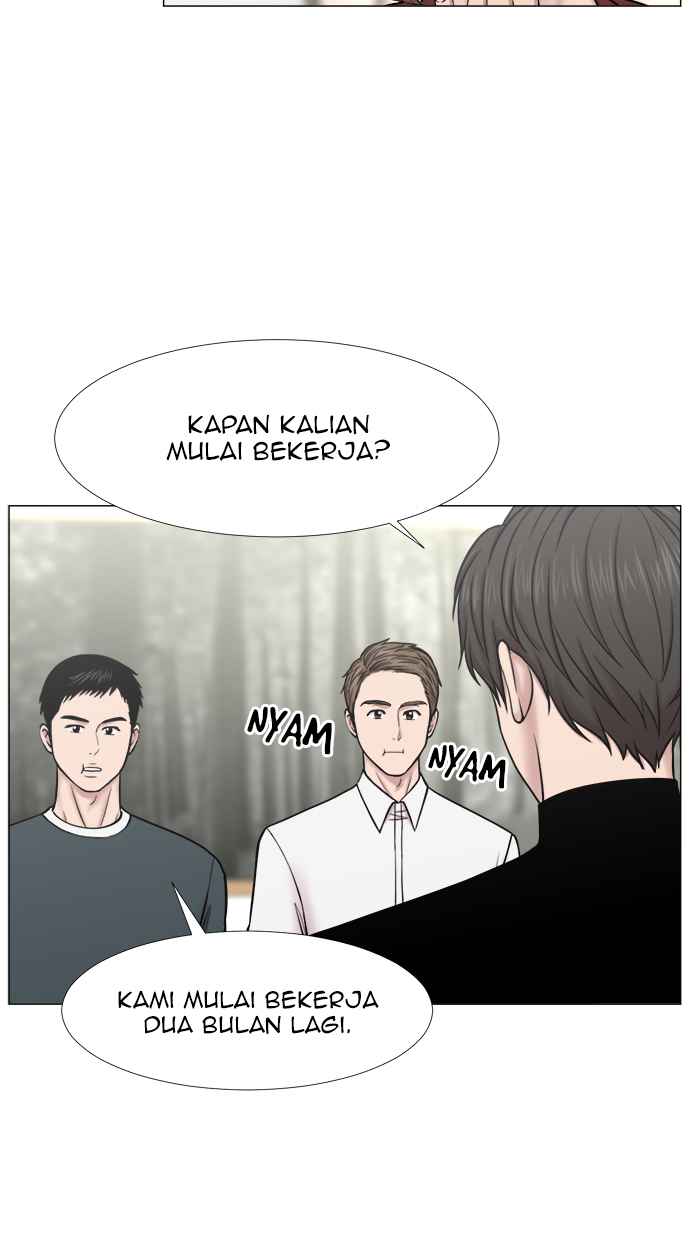 KAPAN KALIAN
MULAI BEKERJA?
NYAM
NYAM
KAMI MULAI BEKERJA
DUA BULAN LAGI.